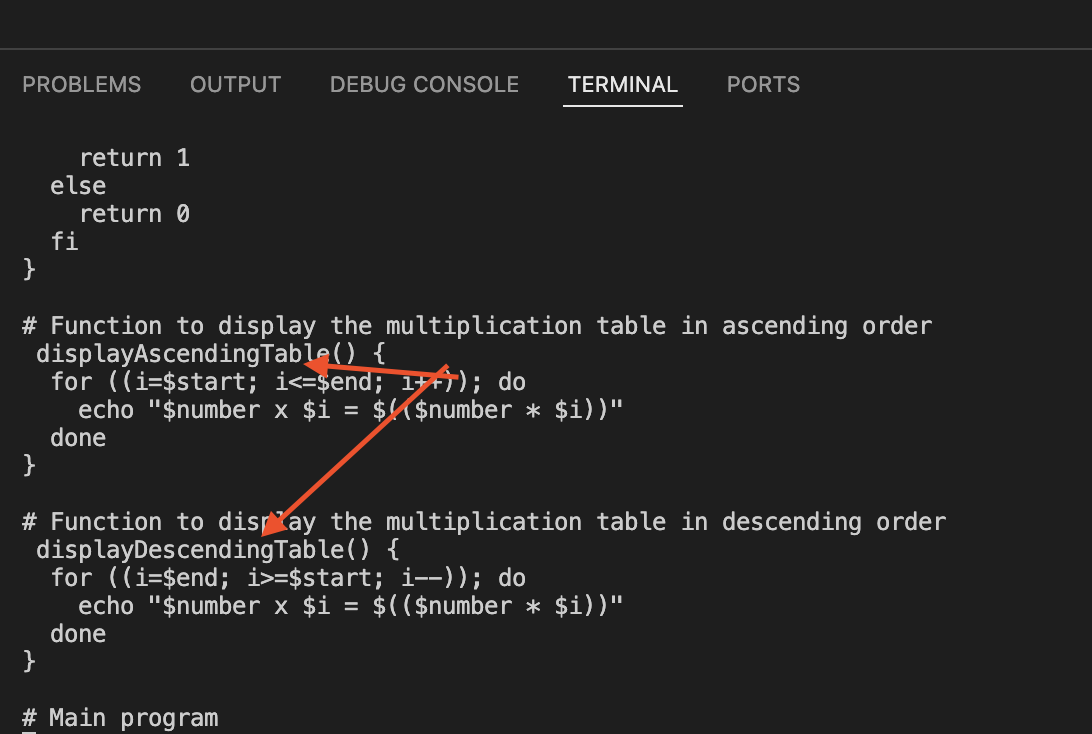 PROBLEMS OUTPUT DEBUG CONSOLE TERMINAL PORTS
    return 1
  else
    return 0
  fi
}
# Function to display the multiplication table in ascending order
 displayAscendingTable() {
  for ((i=$start; i<=$end; i++)); do
    echo "$number x $i = $(($number * $i))"
  done
}
# Function to display the multiplication table in descending order
 displayDescendingTable() {
  for ((i=$end; i>=$start; i--)); do
    echo "$number x $i = $(($number * $i))"
  done
}
# Main program